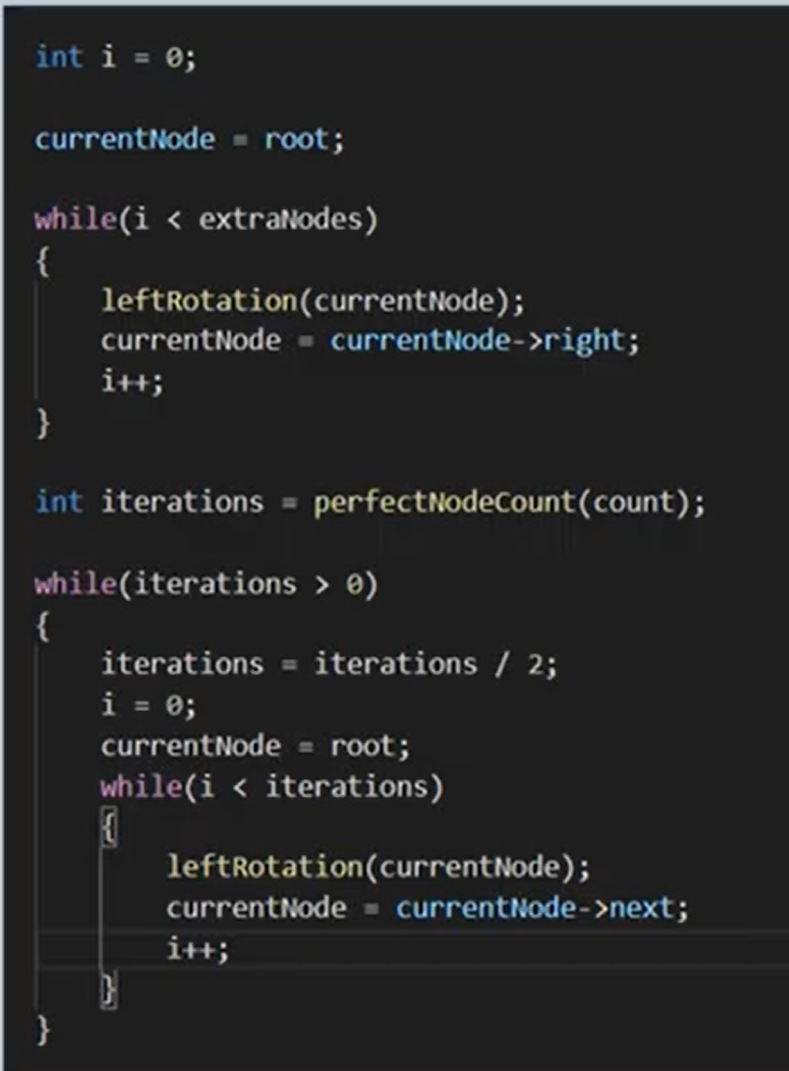 int i = 0;
currentNode = root;
while(i < extraNodes)
{
leftRotation(currentNode);
currentNode = currentNode->right;
i++;
}
int iterations = perfectNodeCount(count);
while(iterations > 0)
{
iterations = iterations / 2;
i = 0;
currentNode = root;
while(i < iterations)
{
leftRotation(currentNode);
currentNode = currentNode->next;
i++;
}
}